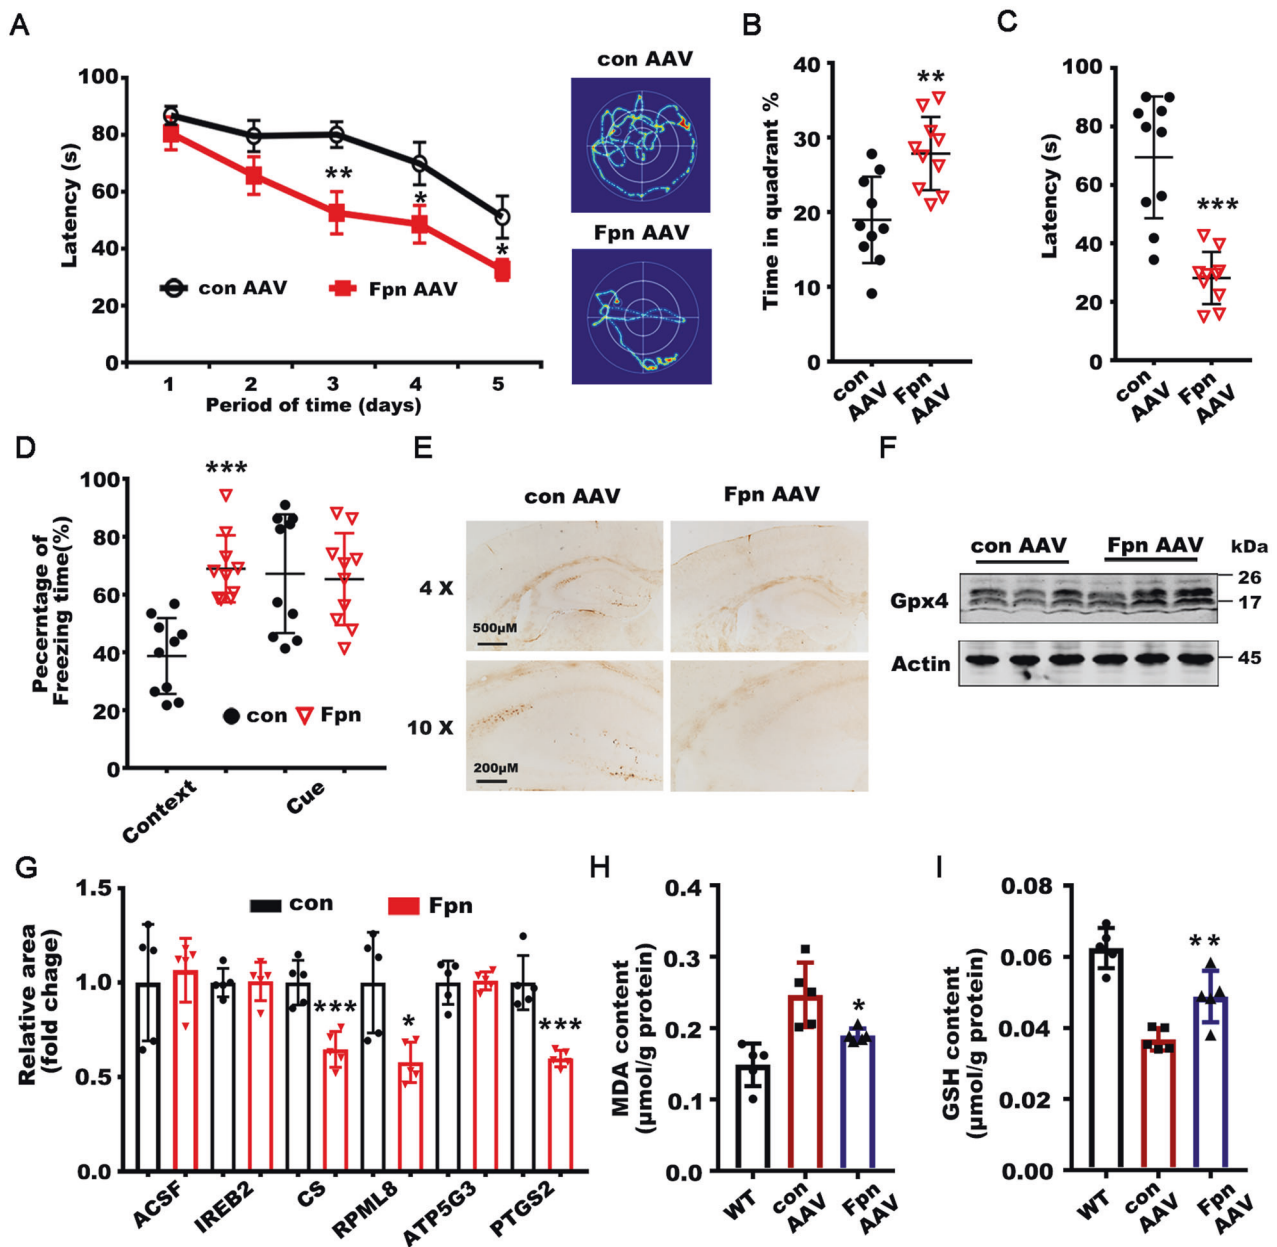 A
100
80
60
40
20
0
Latency (s)
con AAV
Fpn AAV
**
*
*
1 2 3 4 5
Period of time (days)
con AAV
Fpn AAV
B
40
30
20
10
0
Time in quadrant %
**
con AAV
Fpn AAV
C
100
80
60
40
20
0
Latency (s)
***
con AAV
Fpn AAV
D
100
80
60
40
20
0
Pecerntage of
Freezing time(%)
***
con Fpn
Context
Cue
E
con AAV Fpn AAV
4 X
500μM
10 X
200μM
F
con AAV Fpn AAV kDa
26
Gpx4
17
Actin
45
G
1.5
1.0
0.5
0.0
Relative area
(fold chage)
con Fpn
***
*
***
ACSF
IREB2
CS
RPML8
ATP5G3
PTGS2
H
0.4
0.3
0.2
0.1
0.0
MDA content
(μmol/g protein)
*
WT
con AAV
Fpn AAV
I
0.08
0.06
0.04
0.02
0.00
GSH content
(μmol/g protein)
**
WT
con AAV
Fpn AAV